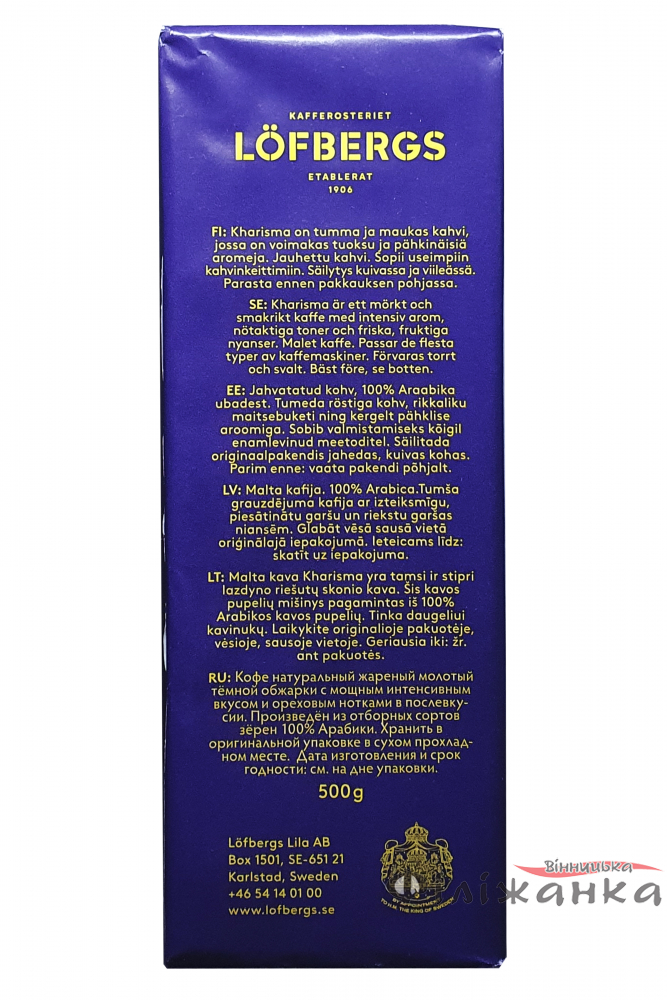 KAFFEROSTERIET
LÖFBERGS
ETABLERAT
1906
FI: Kharisma on tumma ja maukas kahvi,
jossa on voimakas tuoksu ja pähkinäisiä
aromeja. Jauhettu kahvi. Sopii useimpiin
kahvinkeittimiin. Säilytys kuivassa ja viileässä.
Parasta ennen pakkauksen pohjassa.
SE: Kharisma är ett mörkt och
smakrikt kaffe med intensiv arom,
nötaktiga toner och friska, fruktiga
nyanser. Malet kaffe. Passar de flesta
typer av kaffemaskiner. Förvaras torrt
och svalt. Bäst före, se botten.
EE: Jahvatatud kohv, 100% Araabika
ubadest. Tumeda röstiga kohv, rikkaliku
maitsebuketi ning kergelt pähklise
aroomiga. Sobib valmistamiseks kõigil
enamlevinud meetoditel. Säilitada
originaalpakendis jahedas, kuivas kohas.
Parim enne: vaata pakendi põhjalt.
LV: Malta kafija. 100% Arabica.Tumša
grauzdējuma kafija ar izteiksmīgu,
piesātinātu garšu un riekstu garšas
niansēm. Glabāt vēsā sausā vietā
oriģinālajā iepakojumā. Ieteicams līdz:
skatīt uz iepakojuma.
LT: Malta kava Kharisma yra tamsi ir stipri
lazdyno riešutų skonio kava. Šis kavos
pupelių mišinys pagamintas iš 100%
Arabikos kavos pupelių. Tinka daugeliui
kavinukų. Laikykite originalioje pakuotėje,
vėsioje, sausoje vietoje. Geriausia iki: žr.
ant pakuotės.
RU: Кофе натуральный жареный молотый
тёмной обжарки с мощным интенсивным
вкусом и ореховым нотками в послевку-
сии. Произведён из отборных сортов
зёрен 100% Арабики. Хранить в
оригинальной упаковке в сухом прохлад-
ном месте. Дата изготовления и срок
годности: см. на дне упаковки.
500g
Löfbergs Lila AB
Box 1501, SE-651 21
Karlstad, Sweden
+46 54 14 01 00
www.lofbergs.se
BY APPOINTMENT
TO H.M. THE KING OF SWEDEN
Вінницька
Філіжанка